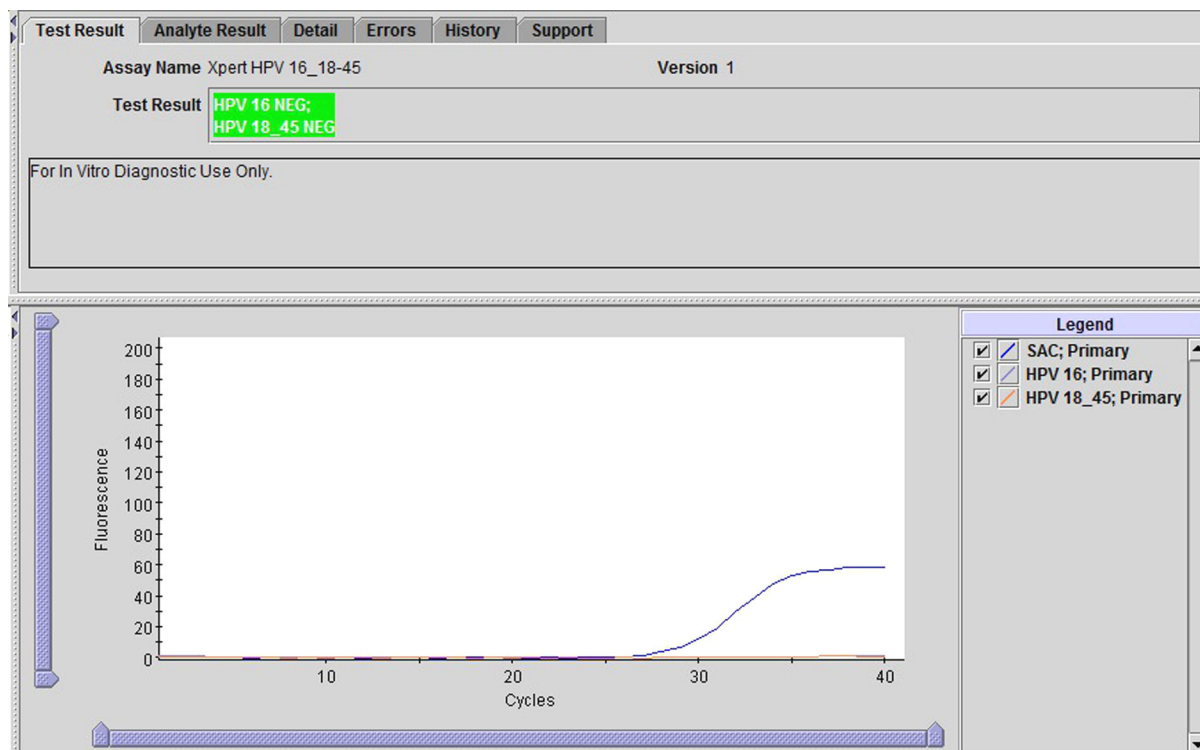 Test Result Analyte Result Detail Errors History Support
Assay Name Xpert HPV 16_18-45 Version 1
Test Result HPV 16 NEG;
HPV 18_45 NEG
For In Vitro Diagnostic Use Only.
Legend
SAC; Primary
HPV 16; Primary
HPV 18_45; Primary
Fluorescence
200
180
160
140
120
100
80
60
40
20
0
10 20 30 40
Cycles